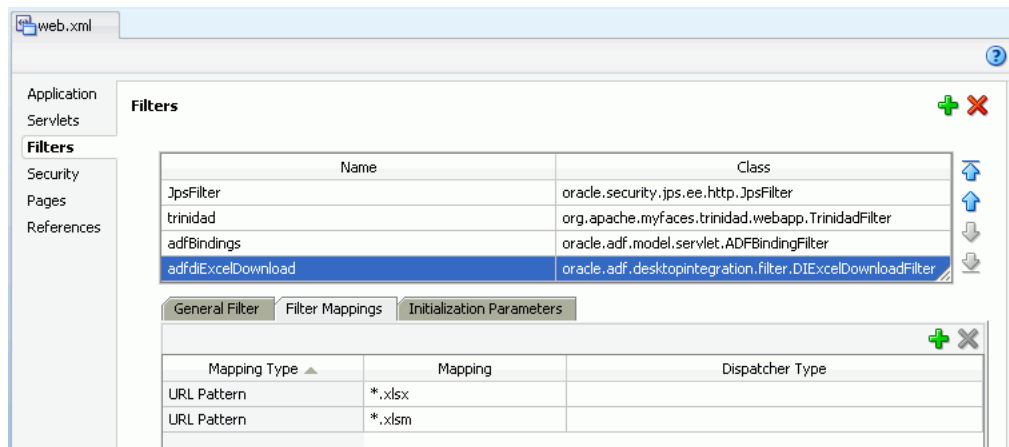 web.xml
Application
Servlets
Filters
Security
Pages
References
Filters
Name Class
JpsFilter oracle.security.jps.ee.http.JpsFilter
trinidad org.apache.myfaces.trinidad.webapp.TrinidadFilter
adfBindings oracle.adf.model.servlet.ADFBindingFilter
adfdiExcelDownload oracle.adf.desktopintegration.filter.DIExcelDownloadFilter
General Filter Filter Mappings Initialization Parameters
Mapping Type Mapping Dispatcher Type
URL Pattern *.xlsx
URL Pattern *.xlsm